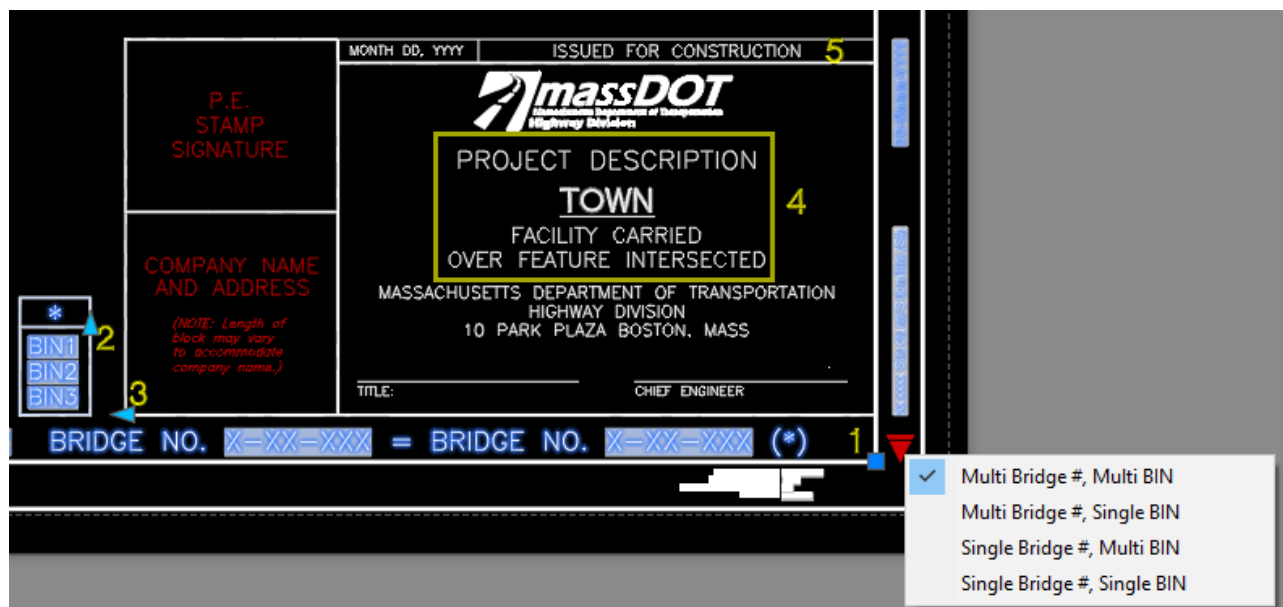 MONTH DD, YYYY
ISSUED FOR CONSTRUCTION
5
P.E.
STAMP
SIGNATURE
massDOT
Massachusetts Department of Transportation
Highway Division
PROJECT DESCRIPTION
TOWN
FACILITY CARRIED
OVER FEATURE INTERSECTED
4
COMPANY NAME
AND ADDRESS
(NOTE: Length of
block may vary
to accommodate
company name.)
MASSACHUSETTS DEPARTMENT OF TRANSPORTATION
HIGHWAY DIVISION
10 PARK PLAZA BOSTON, MASS
*
2
BIN1
BIN2
BIN3
3
TITLE:
CHIEF ENGINEER
BRIDGE NO. X-XX-XXX = BRIDGE NO. X-XX-XXX (*)
1
Multi Bridge #, Multi BIN
Multi Bridge #, Single BIN
Single Bridge #, Multi BIN
Single Bridge #, Single BIN